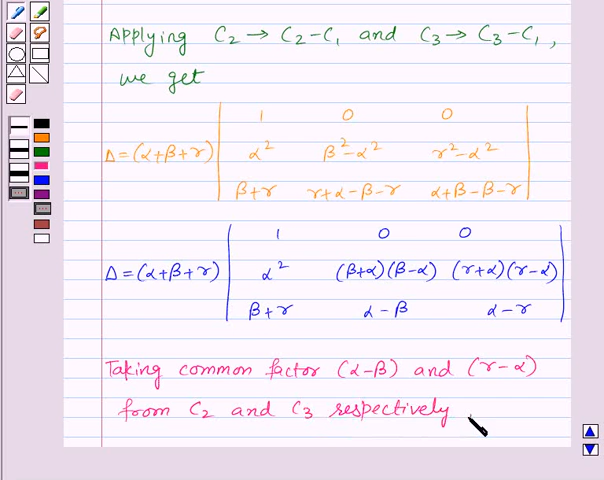 Applying C₂ → C₂-C₁ and C₃ → C₃-C₁,
we get
1 0 0
Δ=(α+β+γ) α² β²-α² γ²-α²
β+γ γ+α-β-γ α+β-β-γ
1 0 0
Δ=(α+β+γ) α² (β+α)(β-α) (γ+α)(γ-α)
β+γ α-β α-γ
Taking common factor (α-β) and (γ-α)
from C₂ and C₃ respectively